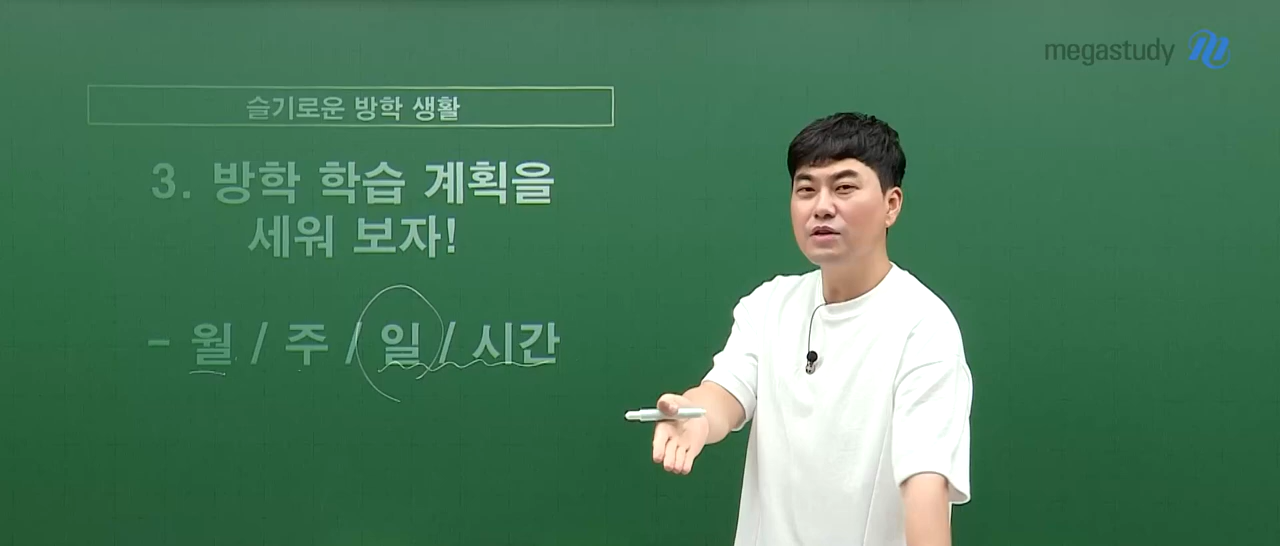 megastudy
슬기로운 방학 생활
3. 방학 학습 계획을
세워 보자!
- 월 / 주 / 일 / 시간